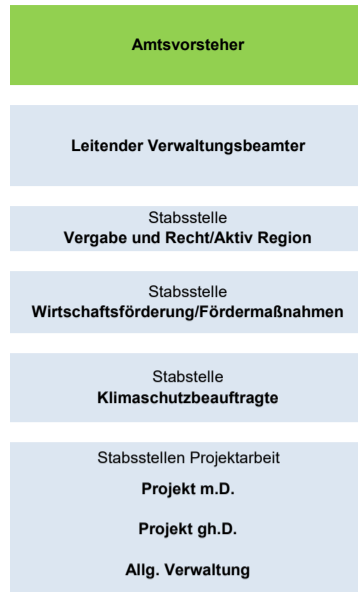 Amtsvorsteher
Leitender Verwaltungsbeamter
Stabsstelle
Vergabe und Recht/Aktiv Region
Stabsstelle
Wirtschaftsförderung/Fördermaßnahmen
Stabstelle
Klimaschutzbeauftragte
Stabsstellen Projektarbeit
Projekt m.D.
Projekt gh.D.
Allg. Verwaltung